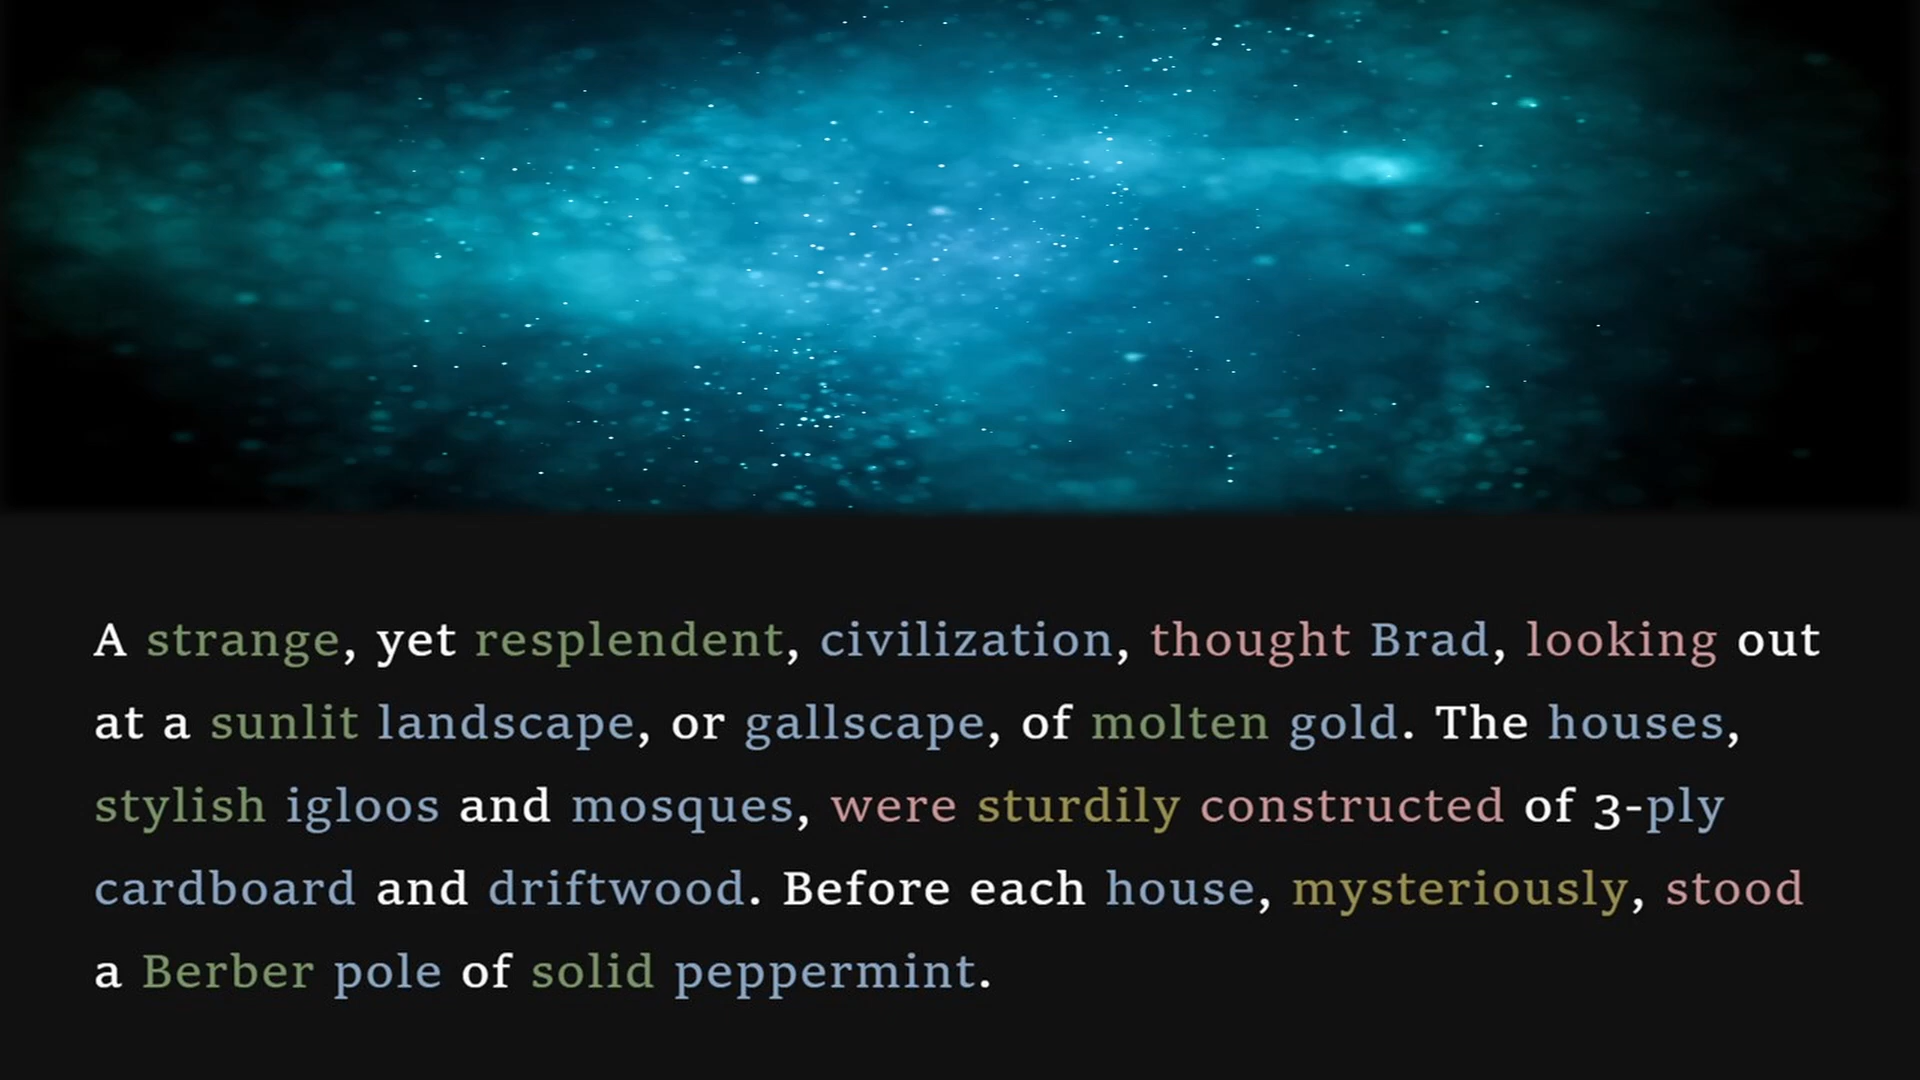 A strange, yet resplendent, civilization, thought Brad, looking out
at a sunlit landscape, or gallscape, of molten gold. The houses,
stylish igloos and mosques, were sturdily constructed of 3-ply
cardboard and driftwood. Before each house, mysteriously, stood
a Berber pole of solid peppermint.